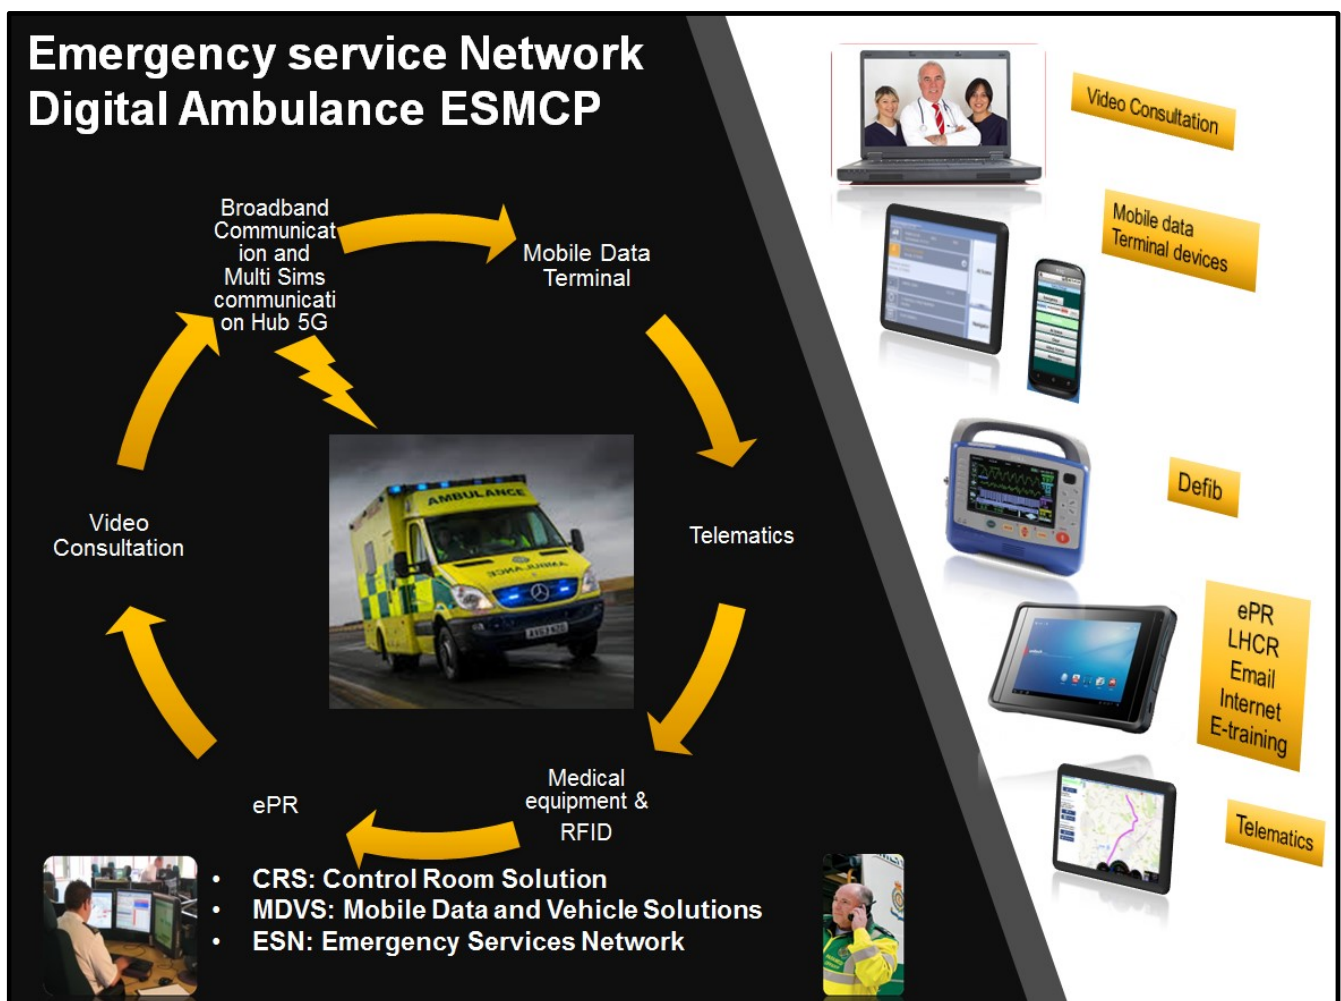 Emergency service Network
Digital Ambulance ESMCP
Broadband
Communicat
ion and
Multi Sims
communicati
on Hub 5G
Mobile Data
Terminal
Telematics
Medical
equipment &
RFID
ePR
Video
Consultation
AMBULANCE
AMBULANCE
• CRS: Control Room Solution
• MDVS: Mobile Data and Vehicle Solutions
• ESN: Emergency Services Network
Video Consultation
Mobile data
Terminal devices
Defib
ePR
LHCR
Email
Internet
E-training
Telematics